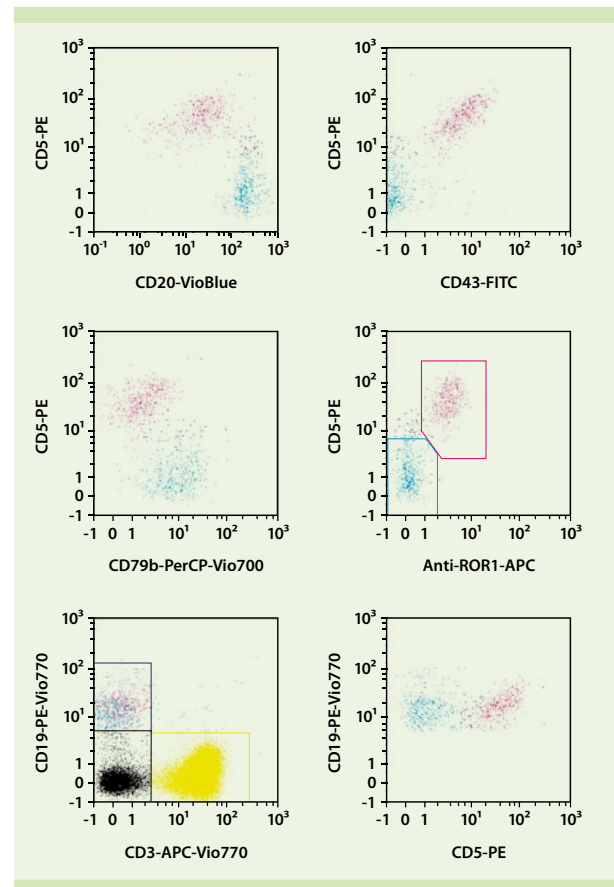 10³
10²
10¹
1
0
-1
CD5-PE
10⁻¹ 10⁰ 10¹ 10² 10³
CD20-VioBlue
10³
10²
10¹
1
0
-1
CD5-PE
-1 0 1 10¹ 10² 10³
CD43-FITC
10³
10²
10¹
1
0
-1
CD5-PE
-1 0 1 10¹ 10² 10³
CD79b-PerCP-Vio700
10³
10²
10¹
1
0
-1
CD5-PE
-1 0 1 10¹ 10² 10³
Anti-ROR1-APC
10³
10²
10¹
1
0
-1
CD19-PE-Vio770
-1 0 1 10¹ 10² 10³
CD3-APC-Vio770
10³
10²
10¹
1
0
-1
CD19-PE-Vio770
-1 0 1 10¹ 10² 10³
CD5-PE